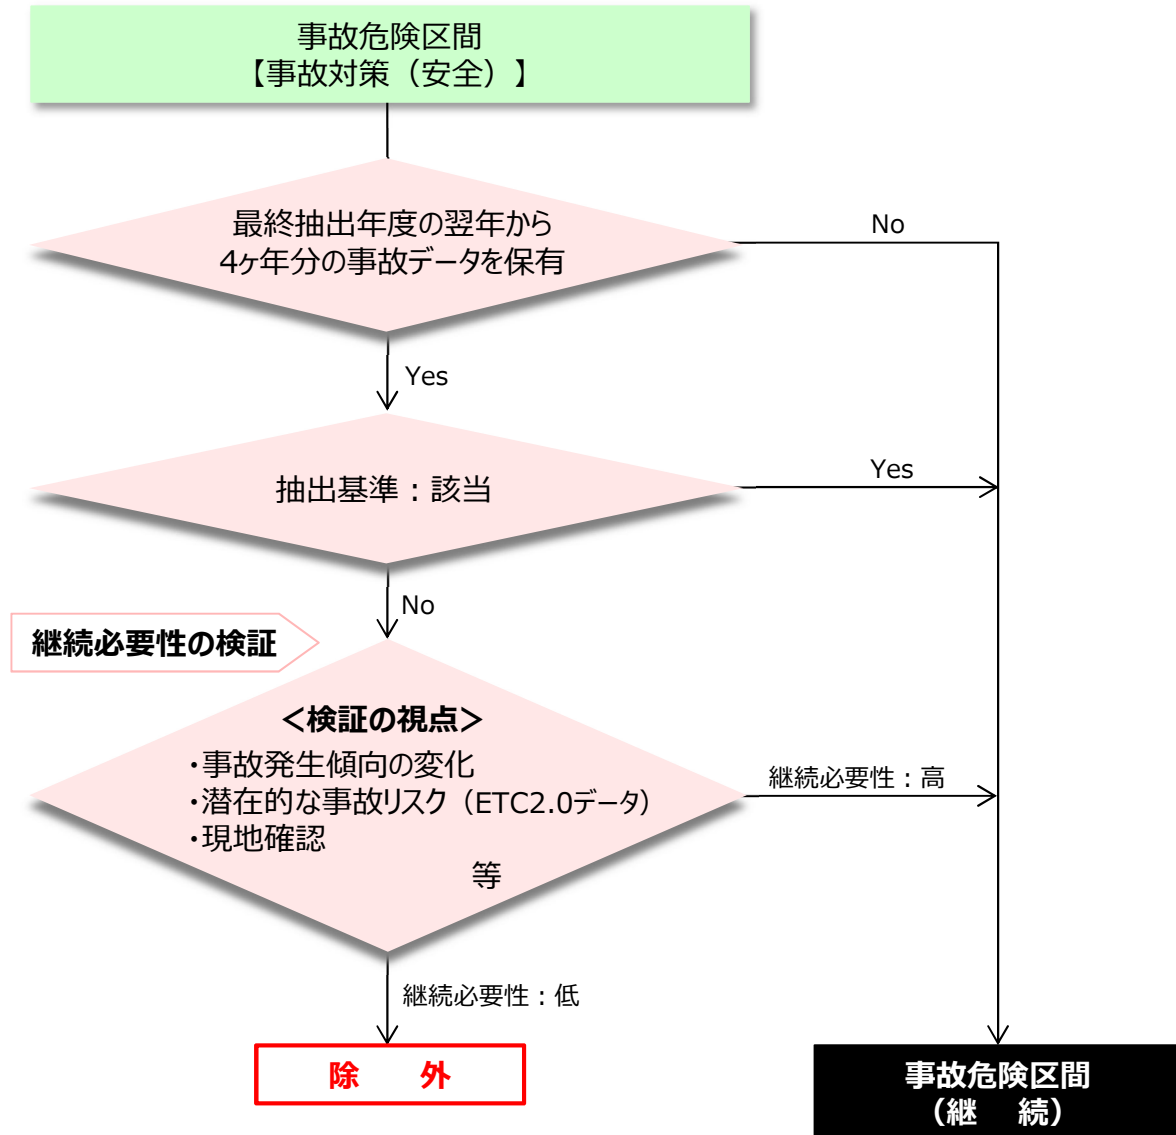 事故危険区間
【事故対策（安全）】
最終抽出年度の翌年から
4ヶ年分の事故データを保有
No
Yes
抽出基準：該当
Yes
No
継続必要性の検証
＜検証の視点＞
・事故発生傾向の変化
・潜在的な事故リスク（ETC2.0データ）
・現地確認
等
継続必要性：高
継続必要性：低
除　外
事故危険区間
（継　続）